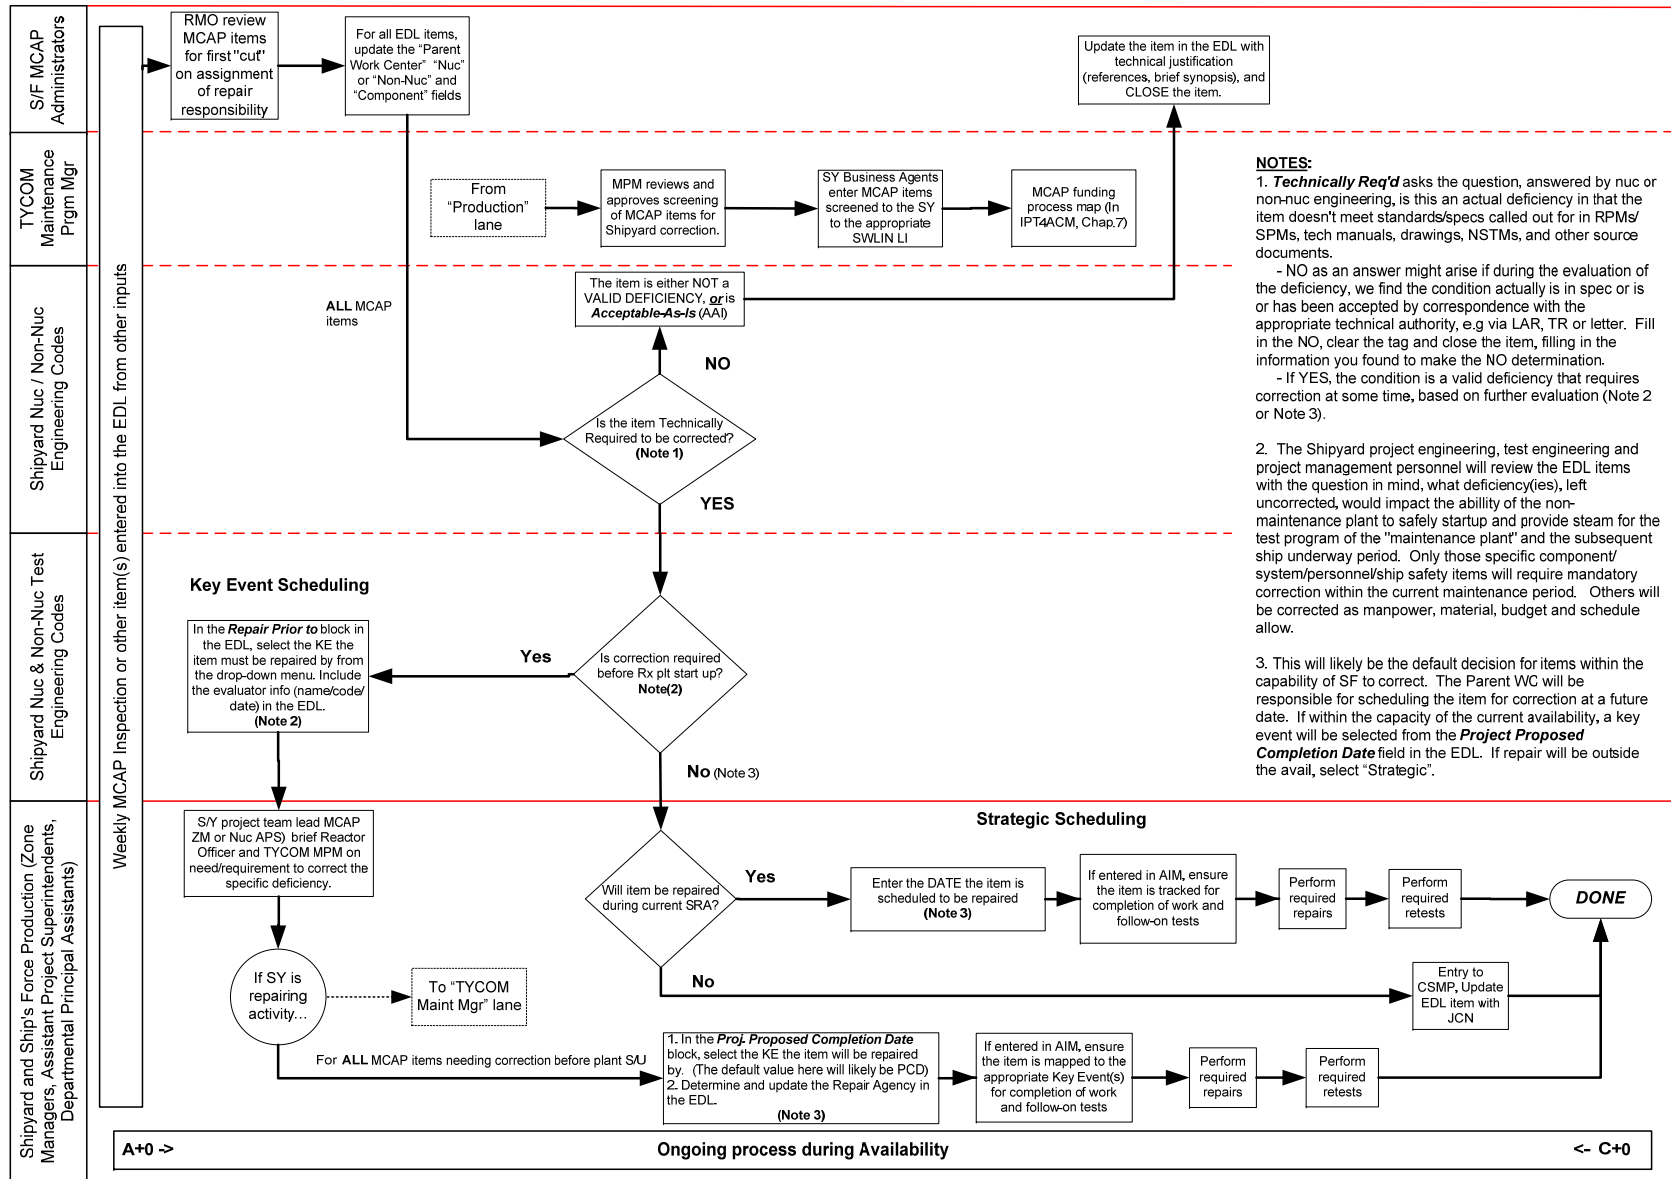 S/F MCAP
Administrators
TYCOM
Maintenance
Prgm Mgr
Shipyard Nuc / Non-Nuc
Engineering Codes
Shipyard Nuc & Non-Nuc Test
Engineering Codes
Shipyard and Ship's Force Production (Zone
Managers, Assistant Project Superintendents,
Departmental Principal Assistants)
Weekly MCAP Inspection or other item(s) entered into the EDL from other inputs
RMO review
MCAP items
for first "cut"
on assignment
of repair
responsibility
For all EDL items,
update the “Parent
Work Center” “Nuc”
or “Non-Nuc” and
“Component” fields
Update the item in the EDL with
technical justification
(references, brief synopsis), and
CLOSE the item.
From
“Production”
lane
MPM reviews and
approves screening
of MCAP items for
Shipyard correction.
SY Business Agents
enter MCAP items
screened to the SY
to the appropriate
SWLIN LI
MCAP funding
process map (In
IPT4ACM, Chap.7)
ALL MCAP
items
The item is either NOT a
VALID DEFICIENCY, or is
Acceptable-As-Is (AAI)
NO
Is the item Technically
Required to be corrected?
(Note 1)
YES
Key Event Scheduling
In the Repair Prior to block in
the EDL, select the KE the
item must be repaired by from
the drop-down menu. Include
the evaluator info (name/code/
date) in the EDL.
(Note 2)
Yes
Is correction required
before Rx plt start up?
Note(2)
No (Note 3)
S/Y project team lead MCAP
ZM or Nuc APS) brief Reactor
Officer and TYCOM MPM on
need/requirement to correct the
specific deficiency.
If SY is
repairing
activity…
To “TYCOM
Maint Mgr” lane
Strategic Scheduling
Will item be repaired
during current SRA?
Yes
Enter the DATE the item is
scheduled to be repaired
(Note 3)
If entered in AIM, ensure
the item is tracked for
completion of work and
follow-on tests
Perform
required
repairs
Perform
required
retests
DONE
No
Entry to
CSMP, Update
EDL item with
JCN
For ALL MCAP items needing correction before plant S/U
1. In the Proj. Proposed Completion Date
block, select the KE the item will be repaired
by. (The default value here will likely be PCD)
2. Determine and update the Repair Agency in
the EDL.
(Note 3)
If entered in AIM, ensure
the item is mapped to the
appropriate Key Event(s)
for completion of work
and follow-on tests
Perform
required
repairs
Perform
required
retests
A+0 ->
Ongoing process during Availability
<- C+0
NOTES:
1. Technically Req'd asks the question, answered by nuc or
non-nuc engineering, is this an actual deficiency in that the
item doesn't meet standards/specs called out for in RPMs/
SPMs, tech manuals, drawings, NSTMs, and other source
documents.
- NO as an answer might arise if during the evaluation of
the deficiency, we find the condition actually is in spec or is
or has been accepted by correspondence with the
appropriate technical authority, e.g via LAR, TR or letter. Fill
in the NO, clear the tag and close the item, filling in the
information you found to make the NO determination.
- If YES, the condition is a valid deficiency that requires
correction at some time, based on further evaluation (Note 2
or Note 3).
2. The Shipyard project engineering, test engineering and
project management personnel will review the EDL items
with the question in mind, what deficiency(ies), left
uncorrected, would impact the abillity of the non-
maintenance plant to safely startup and provide steam for the
test program of the "maintenance plant" and the subsequent
ship underway period. Only those specific component/
system/personnel/ship safety items will require mandatory
correction within the current maintenance period. Others will
be corrected as manpower, material, budget and schedule
allow.
3. This will likely be the default decision for items within the
capability of SF to correct. The Parent WC will be
responsible for scheduling the item for correction at a future
date. If within the capacity of the current availability, a key
event will be selected from the Project Proposed
Completion Date field in the EDL. If repair will be outside
the avail, select “Strategic”.